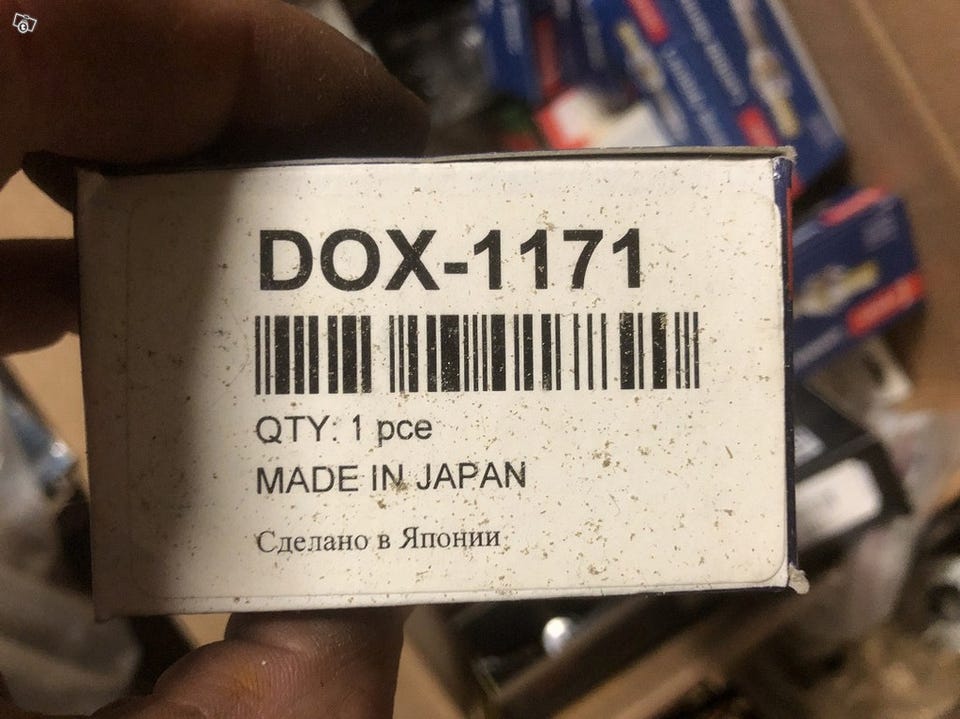 DOX-1171
QTY: 1 pce
MADE IN JAPAN
Сделано в Японии